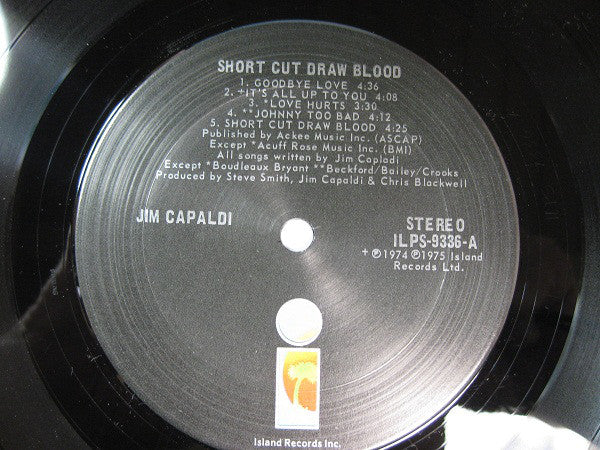 SHORT CUT DRAW BLOOD
1. GOODBYE LOVE 4:36
2. +IT'S ALL UP TO YOU 4:08
3. *LOVE HURTS 3:30
4. **JOHNNY TOO BAD 4:12
5. SHORT CUT DRAW BLOOD 4:25
Published by Ackee Music Inc. (ASCAP)
Except *Acuff Rose Music Inc. (BMI)
All songs written by Jim Capladi
Except *Boudleaux Bryant **Beckford/Bailey/Crooks
Produced by Steve Smith, Jim Capaldi & Chris Blackwell
JIM CAPALDI
STEREO
ILPS-9336-A
+ ℗1974 ℗1975 Island
Records Ltd.
Island Records Inc.